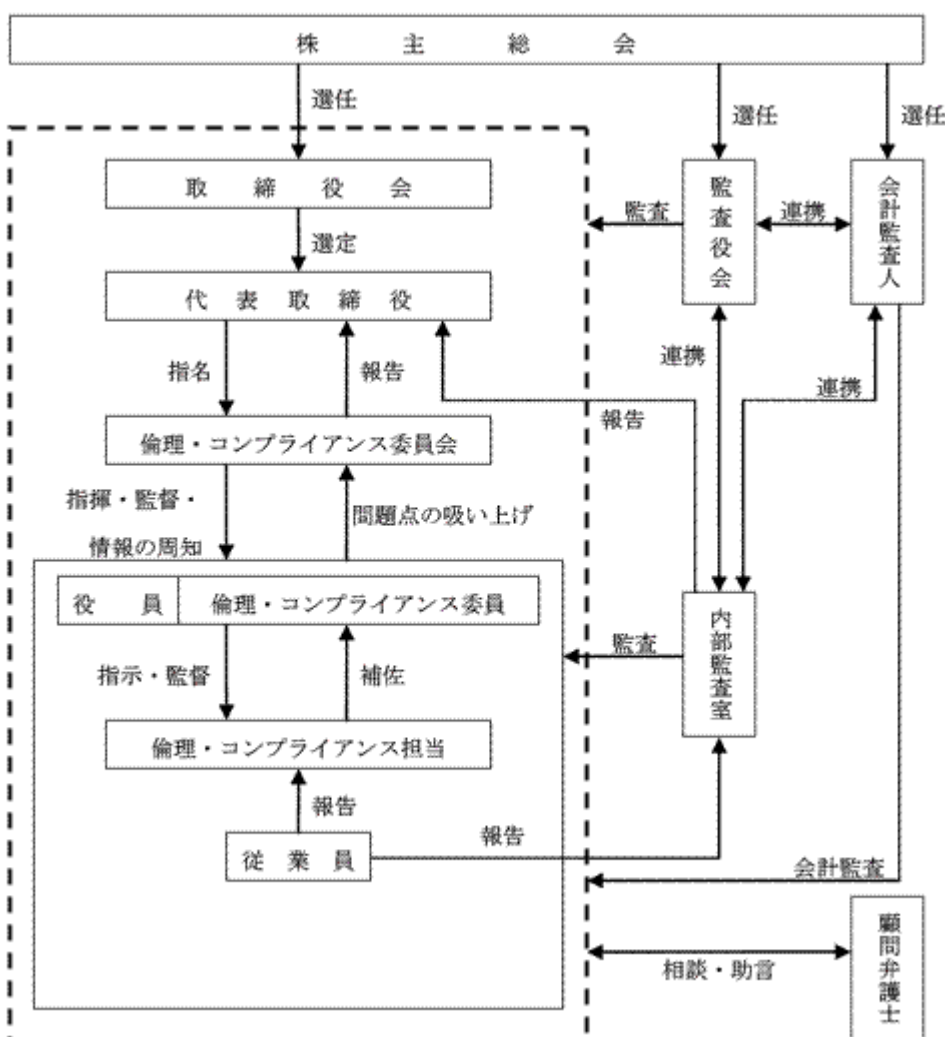 株主総会
選任
選任
選任
取締役会
監査役会
会計監査人
監査
連携
選定
代表取締役
指名
報告
連携
連携
報告
倫理・コンプライアンス委員会
指揮・監督・
情報の周知
問題点の吸い上げ
役員
倫理・コンプライアンス委員
内部監査室
監査
指示・監督
補佐
倫理・コンプライアンス担当
報告
従業員
報告
会計監査
顧問弁護士
相談・助言